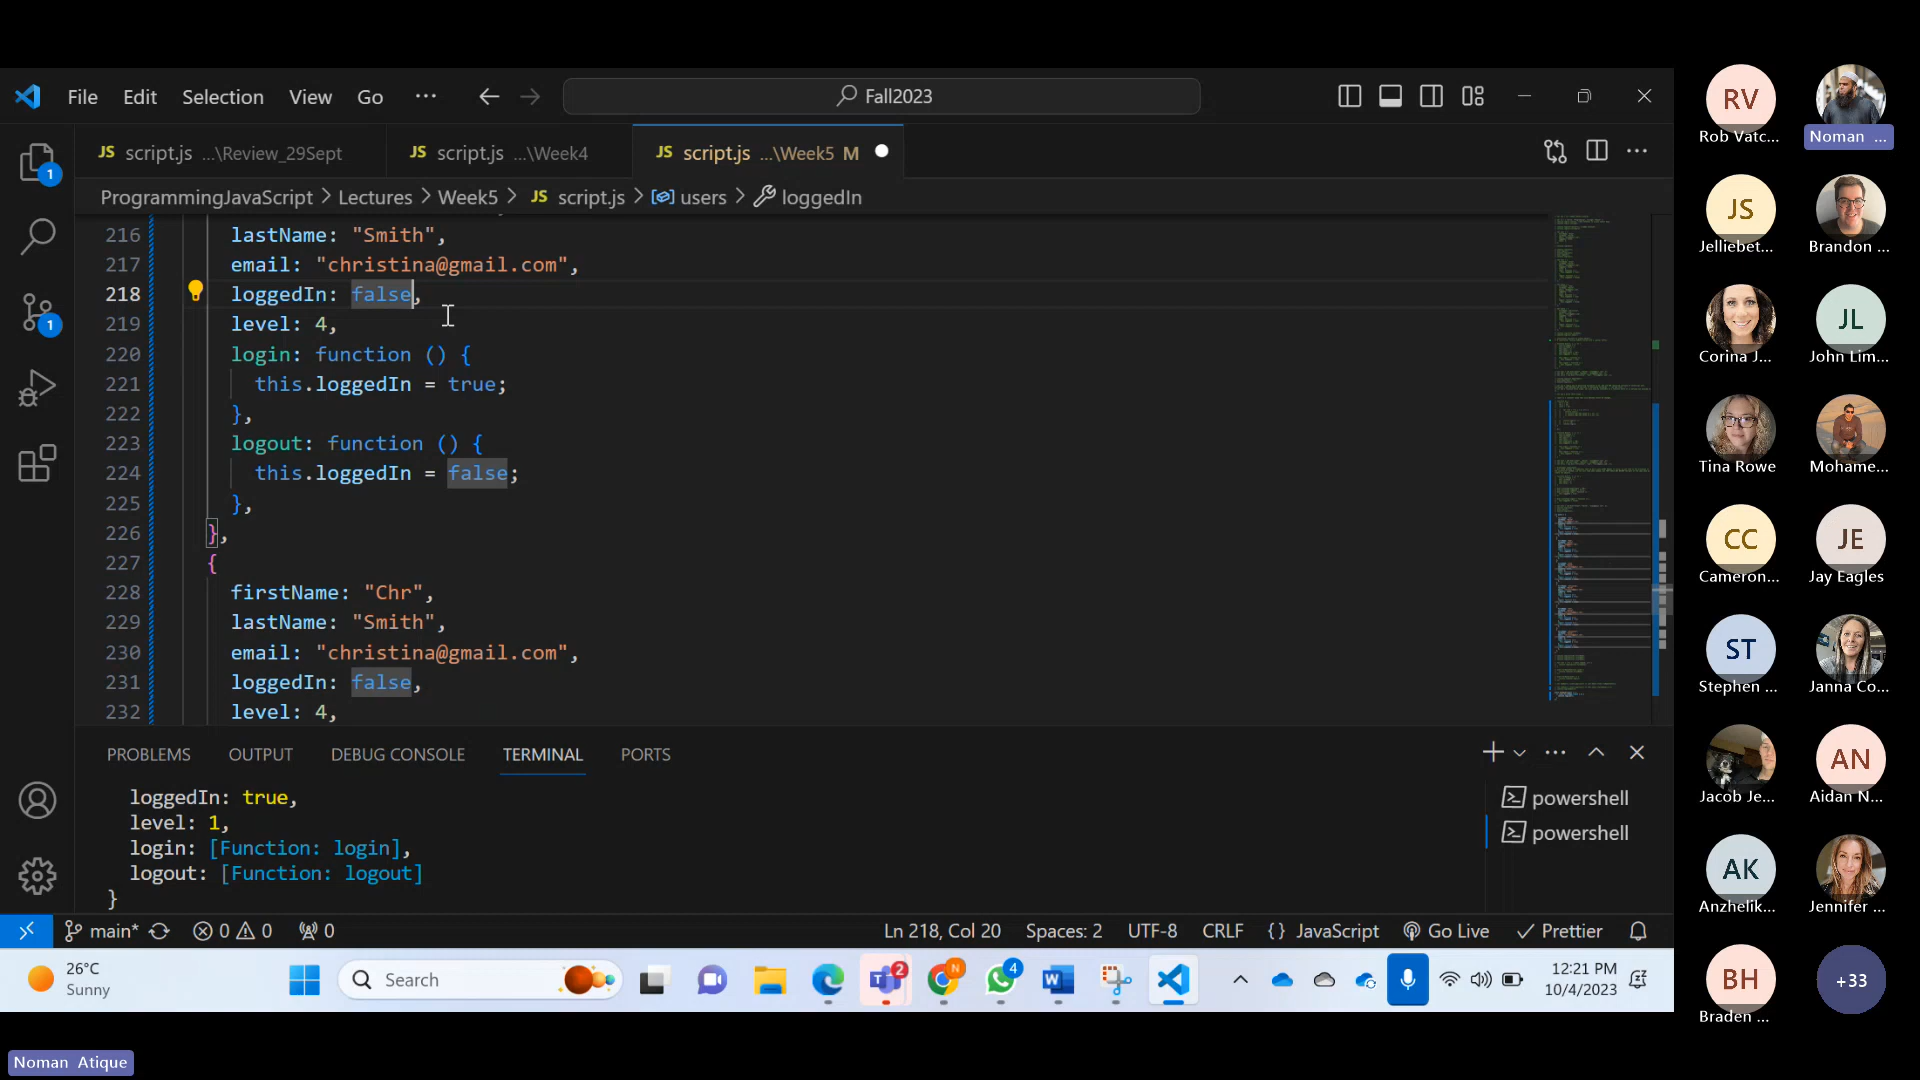 File Edit Selection View Go ··· Fall2023
JS script.js ...\Review_29Sept JS script.js ...\Week4 JS script.js ...\Week5 M
ProgrammingJavaScript > Lectures > Week5 > JS script.js > users > loggedIn
216 lastName: "Smith",
217 email: "christina@gmail.com",
218 loggedIn: false,
219 level: 4,
220 login: function () {
221 this.loggedIn = true;
222 },
223 logout: function () {
224 this.loggedIn = false;
225 },
226 },
227 {
228 firstName: "Chr",
229 lastName: "Smith",
230 email: "christina@gmail.com",
231 loggedIn: false,
232 level: 4,
PROBLEMS OUTPUT DEBUG CONSOLE TERMINAL PORTS
loggedIn: true,
level: 1,
login: [Function: login],
logout: [Function: logout]
}
powershell
powershell
1
1
main* 0 0 0 Ln 218, Col 20 Spaces: 2 UTF-8 CRLF {} JavaScript Go Live Prettier
26°C
Sunny
Search
2
N
4
12:21 PM
10/4/2023
RV
Rob Vatc... Noman ...
JS
Jelliebet... Brandon ...
JL
Corina J... John Lim...
Tina Rowe Mohame...
CC JE
Cameron... Jay Eagles
ST
Stephen ... Janna Co...
AN
Jacob Je... Aidan N...
AK
Anzhelik... Jennifer ...
BH +33
Braden ...
Noman Atique